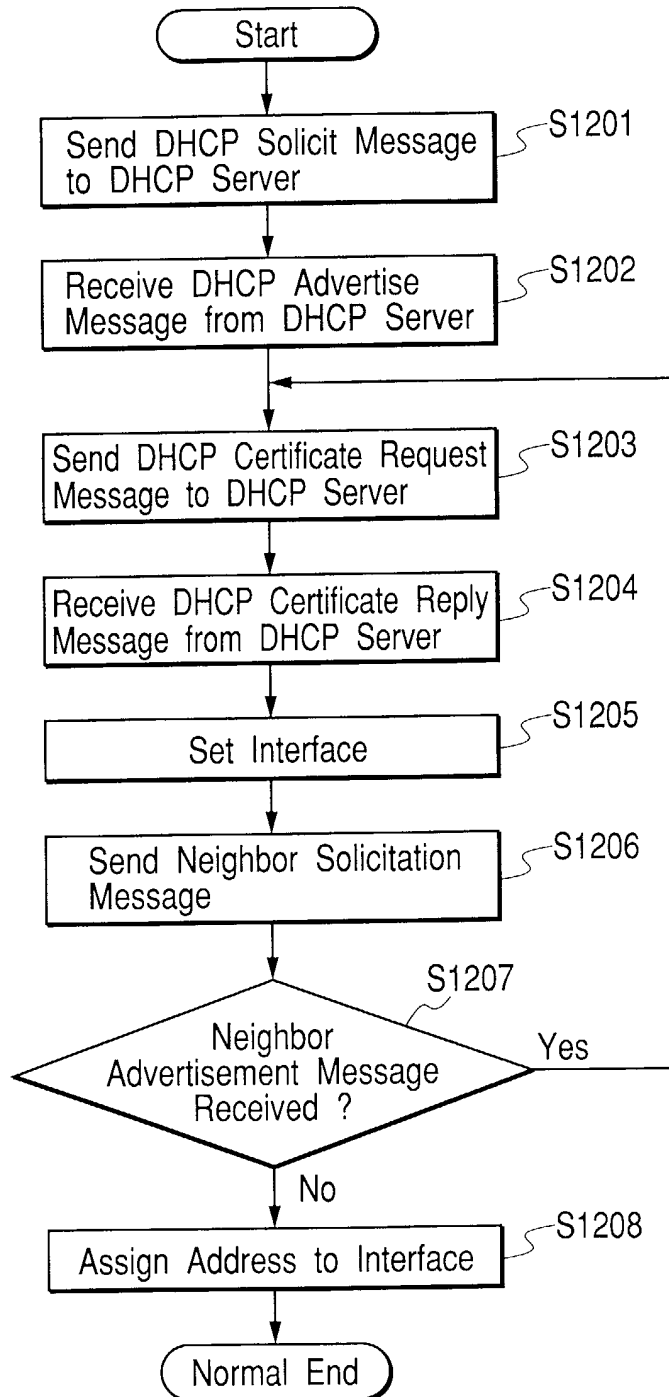 Start
S1201
Send DHCP Solicit Message
to DHCP Server
S1202
Receive DHCP Advertise
Message from DHCP Server
S1203
Send DHCP Certificate Request
Message to DHCP Server
S1204
Receive DHCP Certificate Reply
Message from DHCP Server
S1205
Set Interface
S1206
Send Neighbor Solicitation
Message
S1207
Neighbor
Advertisement Message
Received ?
Yes
No
S1208
Assign Address to Interface
Normal End